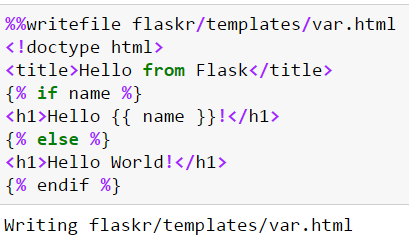 %%writefile flaskr/templates/var.html
<!doctype html>
<title>Hello from Flask</title>
{% if name %}
<h1>Hello {{ name }}!</h1>
{% else %}
<h1>Hello World!</h1>
{% endif %}
Writing flaskr/templates/var.html